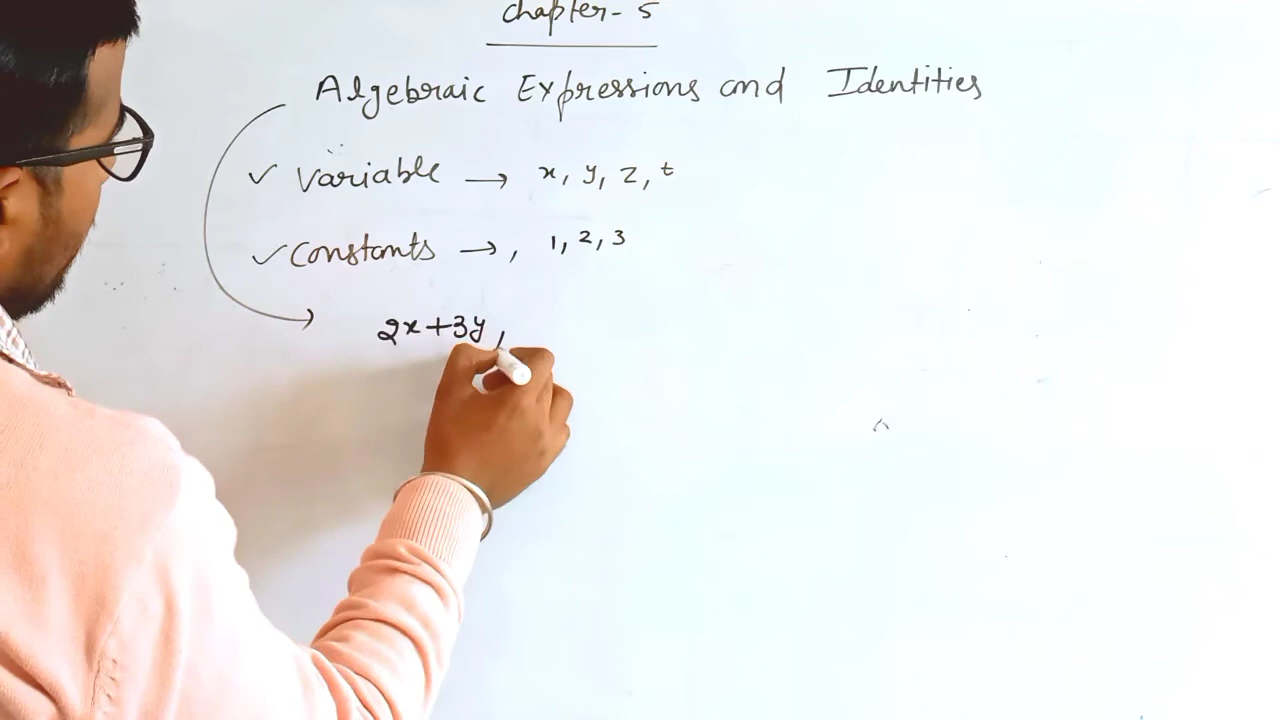 Chapter - 5
Algebraic Expressions and Identities
✓ Variable → x, y, z, t
✓ Constants →, 1, 2, 3
→ 2x+3y,